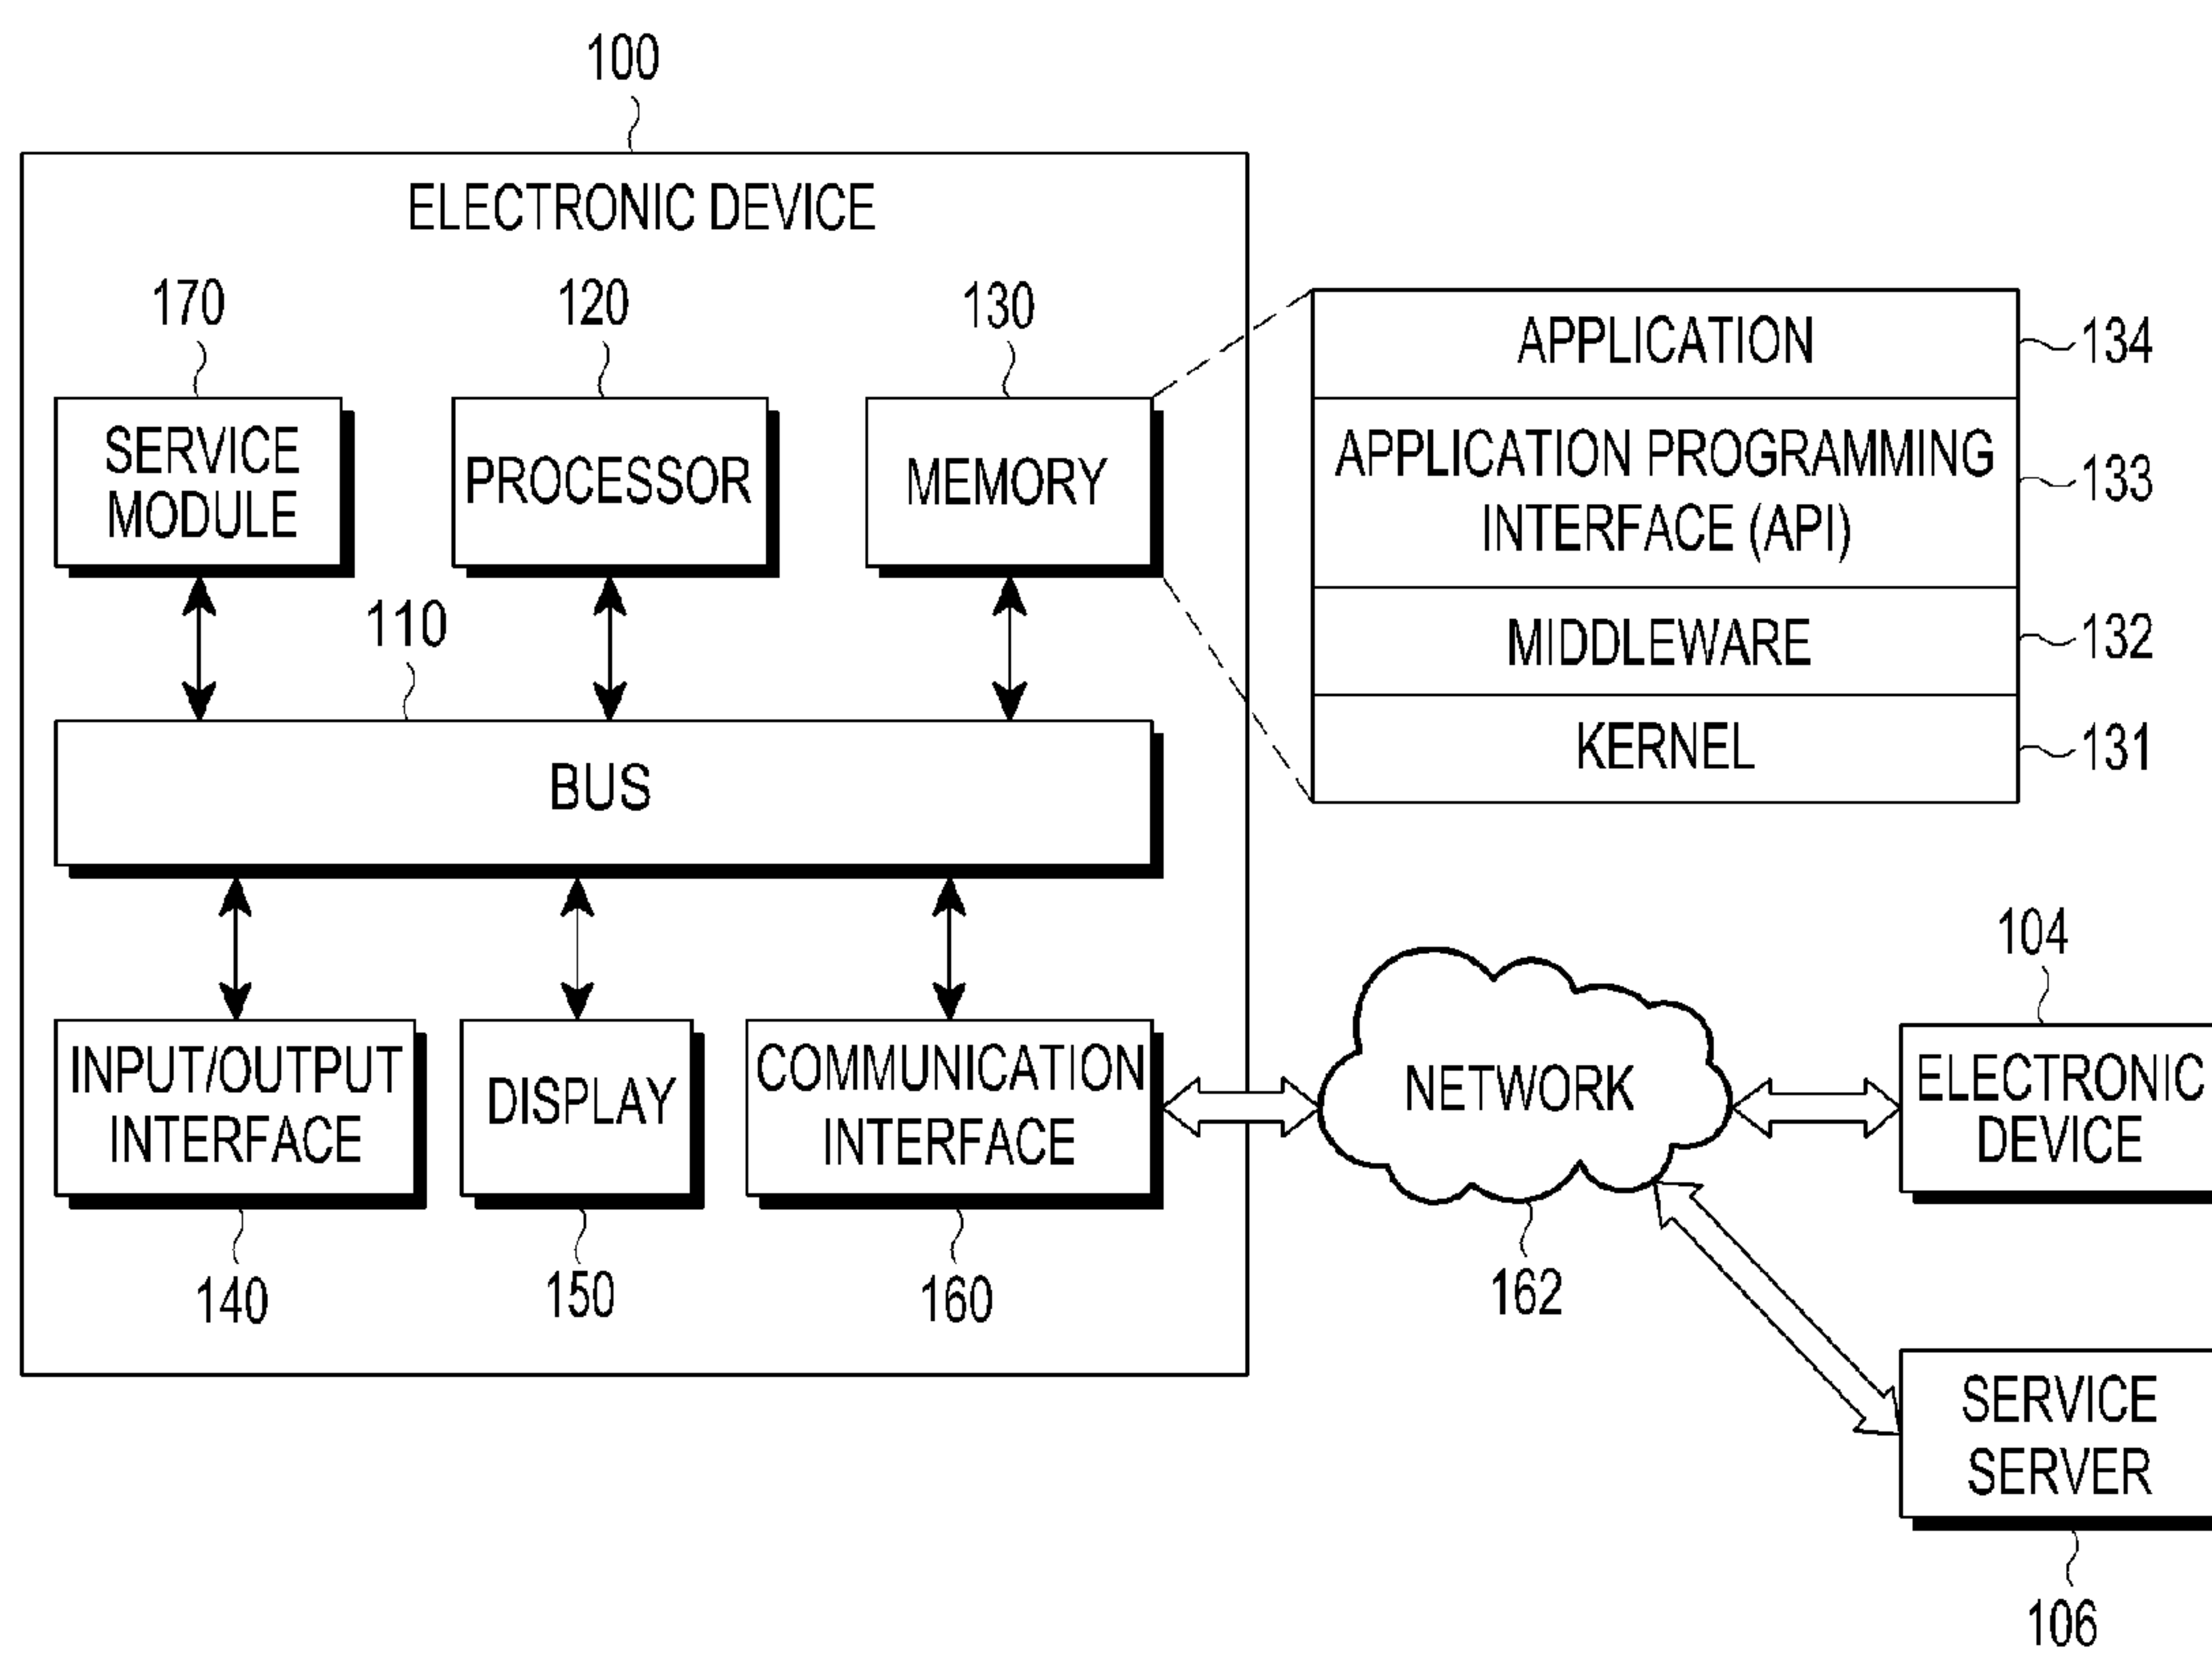 100
ELECTRONIC DEVICE
170
120
130
SERVICE
MODULE
PROCESSOR
MEMORY
110
BUS
INPUT/OUTPUT
INTERFACE
DISPLAY
COMMUNICATION
INTERFACE
140
150
160
APPLICATION
134
APPLICATION PROGRAMMING
INTERFACE (API)
133
MIDDLEWARE
132
KERNEL
131
NETWORK
162
104
ELECTRONIC
DEVICE
SERVICE
SERVER
106